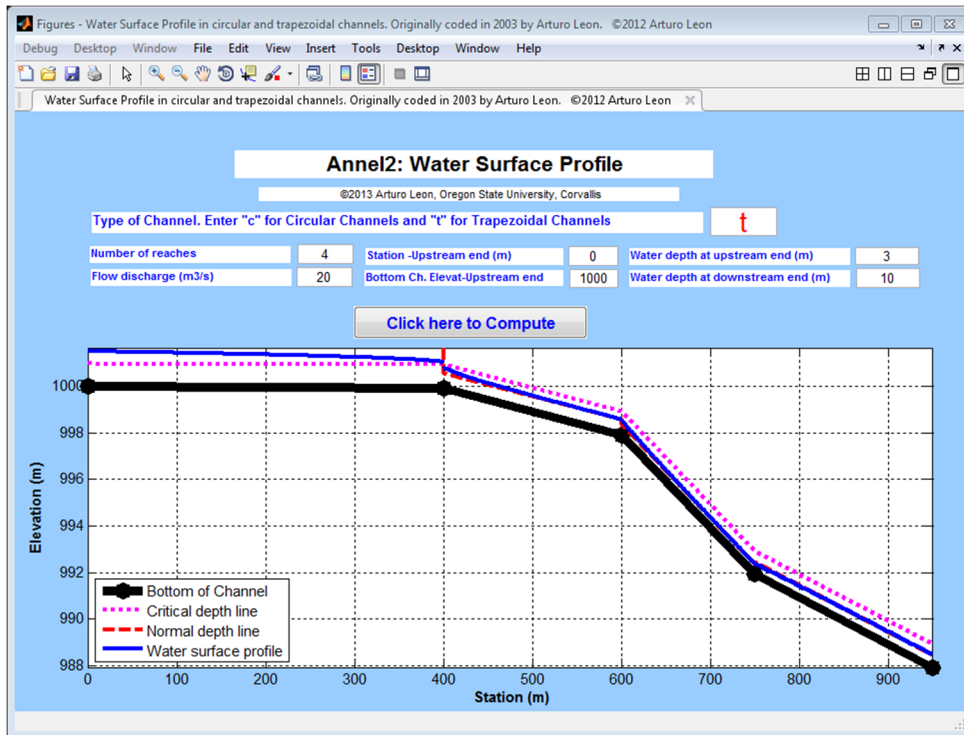 Figures - Water Surface Profile in circular and trapezoidal channels. Originally coded in 2003 by Arturo Leon. ©2012 Arturo Leon
Debug Desktop Window File Edit View Insert Tools Desktop Window Help
Water Surface Profile in circular and trapezoidal channels. Originally coded in 2003 by Arturo Leon. ©2012 Arturo Leon
Annel2: Water Surface Profile
©2013 Arturo Leon, Oregon State University, Corvallis
Type of Channel. Enter "c" for Circular Channels and "t" for Trapezoidal Channels t
Number of reaches 4 Station -Upstream end (m) 0 Water depth at upstream end (m) 3
Flow discharge (m3/s) 20 Bottom Ch. Elevat-Upstream end 1000 Water depth at downstream end (m) 10
Click here to Compute
1000
998
996
994
992
990
988
Elevation (m)
Bottom of Channel
Critical depth line
Normal depth line
Water surface profile
0 100 200 300 400 500 600 700 800 900
Station (m)